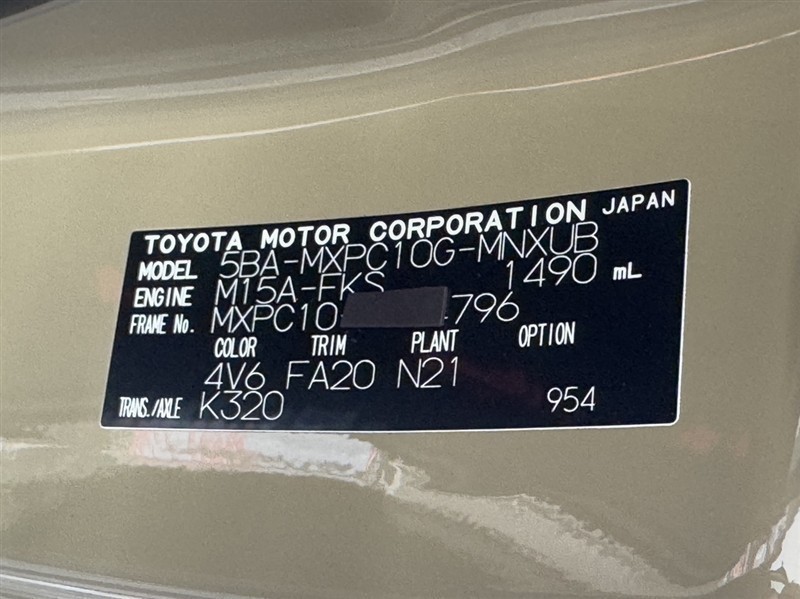 TOYOTA MOTOR CORPORATION JAPAN
MODEL 5BA-MXPC10G-MNXUB
ENGINE M15A-FKS 1490 mL
FRAME No. MXPC10 796
COLOR TRIM PLANT OPTION
4V6 FA20 N21
TRANS./AXLE K320 954